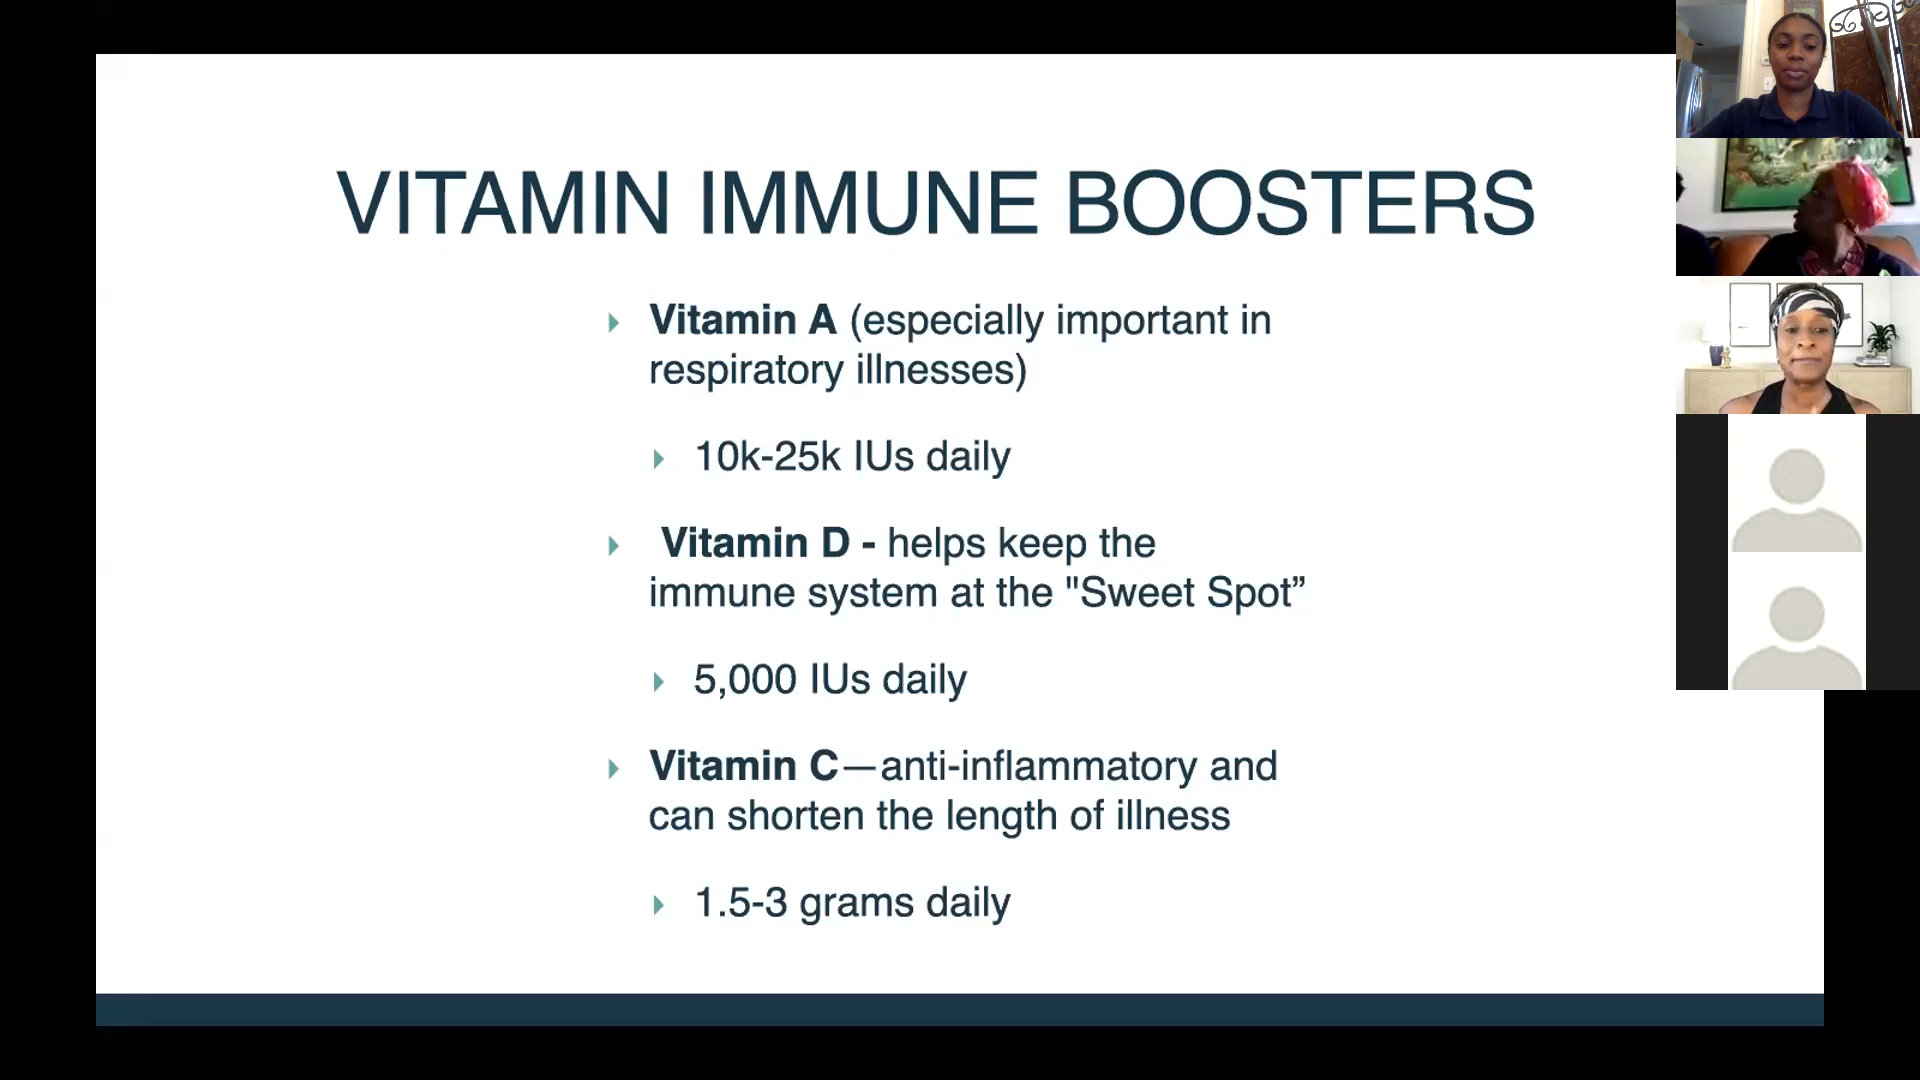 VITAMIN IMMUNE BOOSTERS
Vitamin A (especially important in
respiratory illnesses)
10k-25k IUs daily
Vitamin D - helps keep the
immune system at the "Sweet Spot”
5,000 IUs daily
Vitamin C—anti-inflammatory and
can shorten the length of illness
1.5-3 grams daily